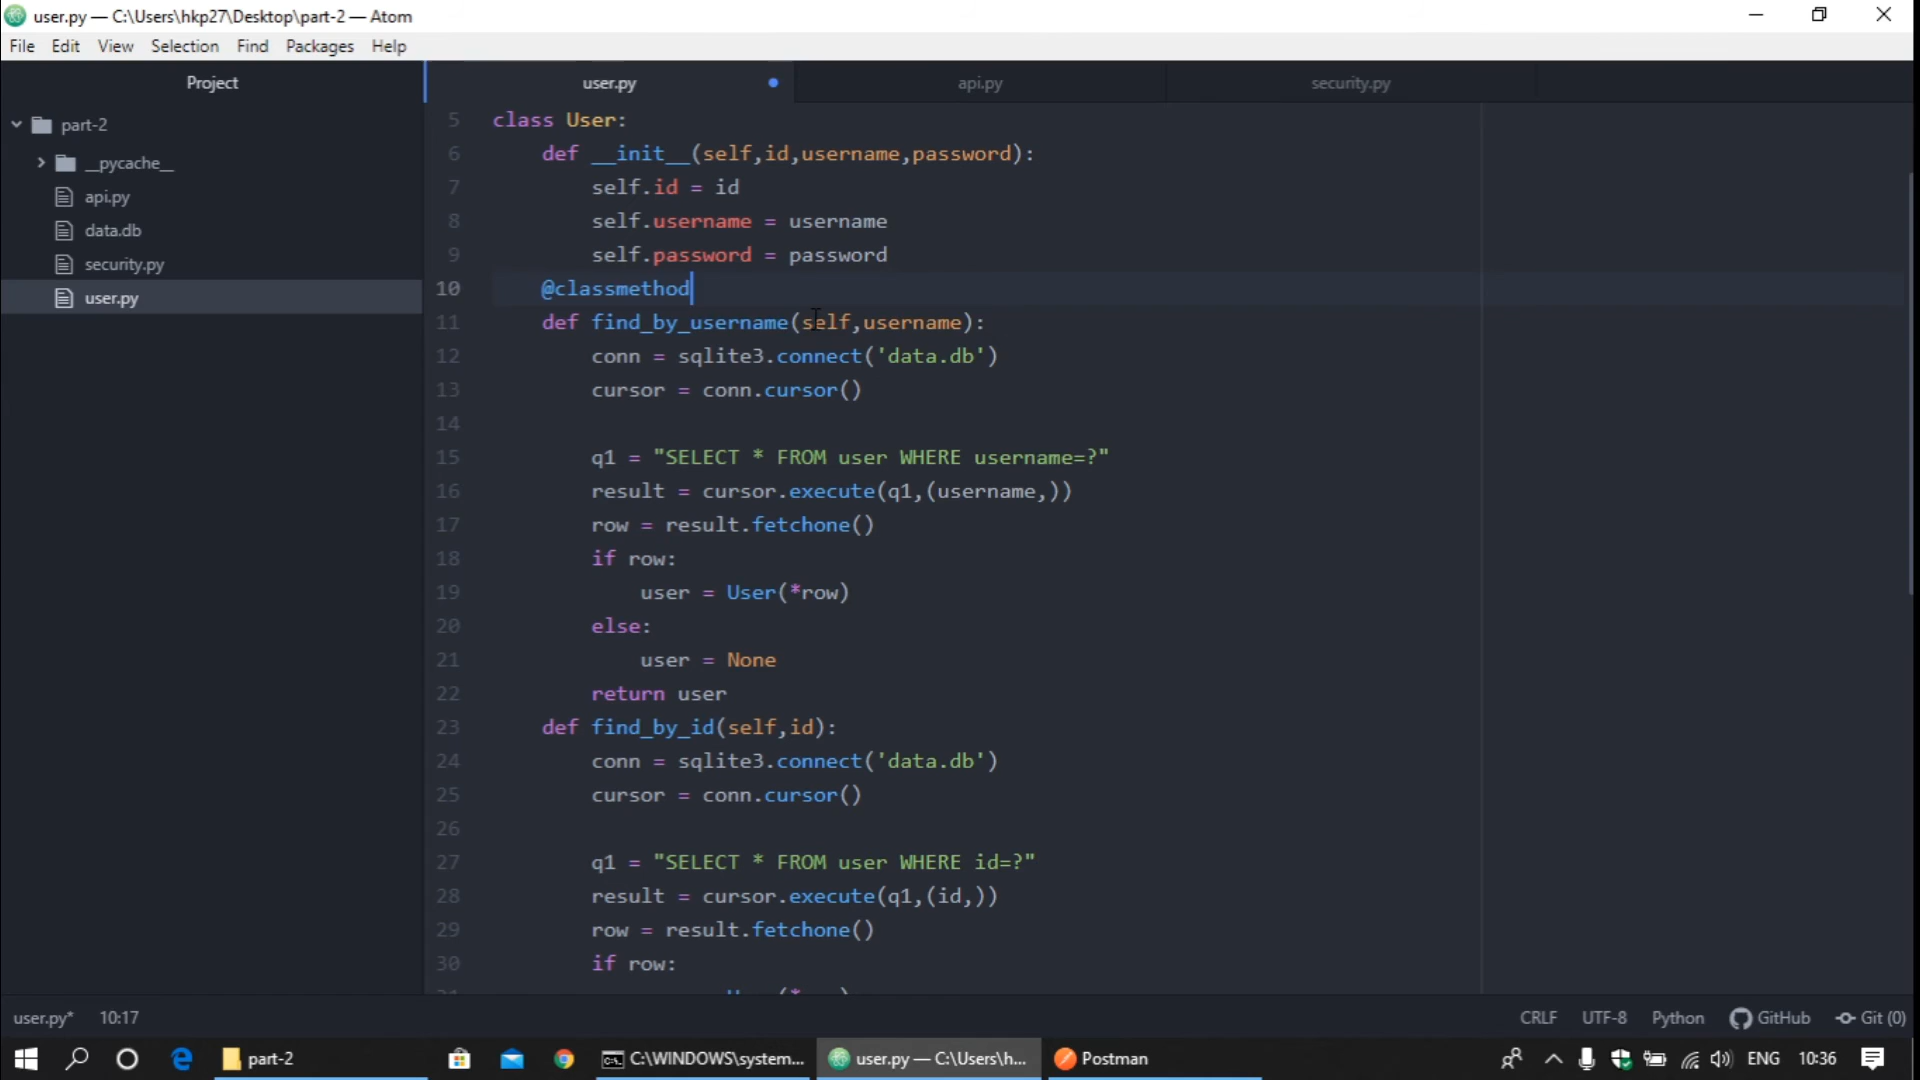 user.py — C:\Users\hkp27\Desktop\part-2 — Atom
File Edit View Selection Find Packages Help
Project
user.py
api.py
security.py
part-2
__pycache__
api.py
data.db
security.py
user.py
5 class User:
6 def __init__(self,id,username,password):
7 self.id = id
8 self.username = username
9 self.password = password
10 @classmethod
11 def find_by_username(self,username):
12 conn = sqlite3.connect('data.db')
13 cursor = conn.cursor()
14
15 q1 = "SELECT * FROM user WHERE username=?"
16 result = cursor.execute(q1,(username,))
17 row = result.fetchone()
18 if row:
19 user = User(*row)
20 else:
21 user = None
22 return user
23 def find_by_id(self,id):
24 conn = sqlite3.connect('data.db')
25 cursor = conn.cursor()
26
27 q1 = "SELECT * FROM user WHERE id=?"
28 result = cursor.execute(q1,(id,))
29 row = result.fetchone()
30 if row:
user.py* 10:17
CRLF UTF-8 Python GitHub Git (0)
part-2
C:\WINDOWS\system...
user.py — C:\Users\h...
Postman
ENG 10:36